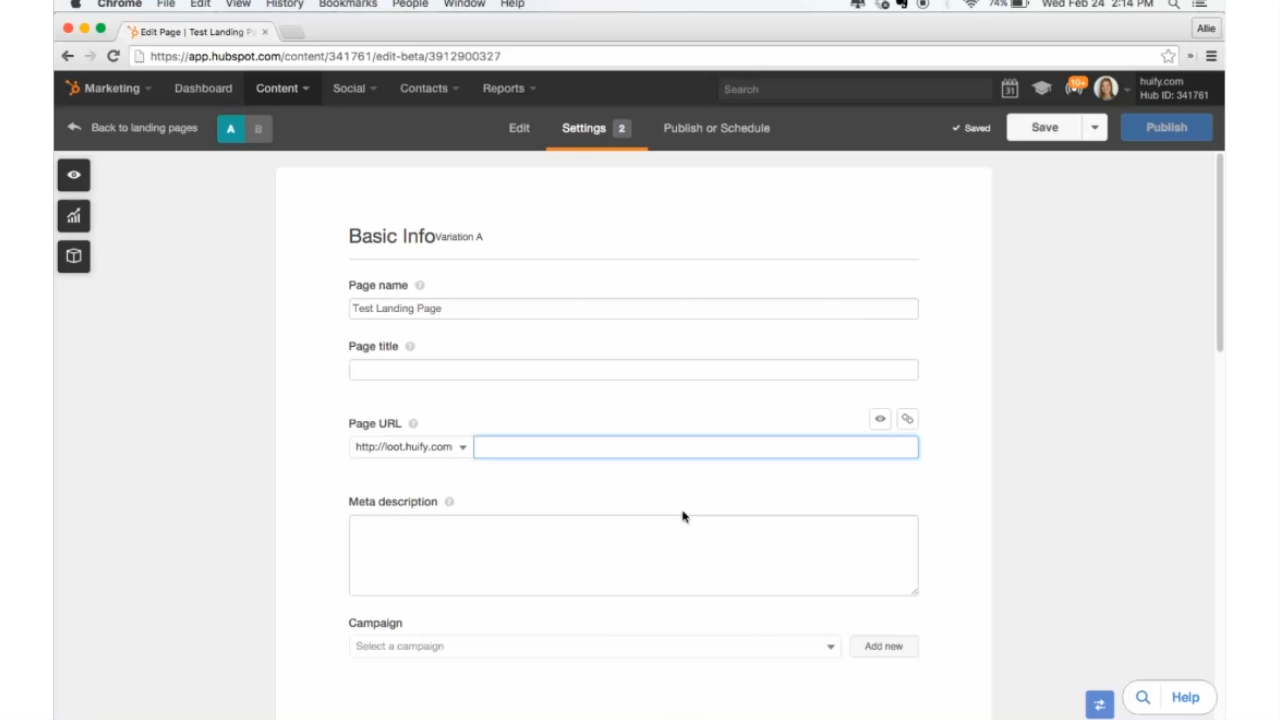 Chrome File Edit View History Bookmarks People Window Help 74% Wed Feb 24 2:14 PM
Edit Page | Test Landing P Allie
https://app.hubspot.com/content/341761/edit-beta/3912900327
Marketing Dashboard Content Social Contacts Reports Search 31 10+ huify.com
Hub ID: 341761
Back to landing pages A B Edit Settings 2 Publish or Schedule Saved Save Publish
Basic Info Variation A
Page name
Test Landing Page
Page title
Page URL
http://loot.huify.com
Meta description
Campaign
Select a campaign Add new
Help